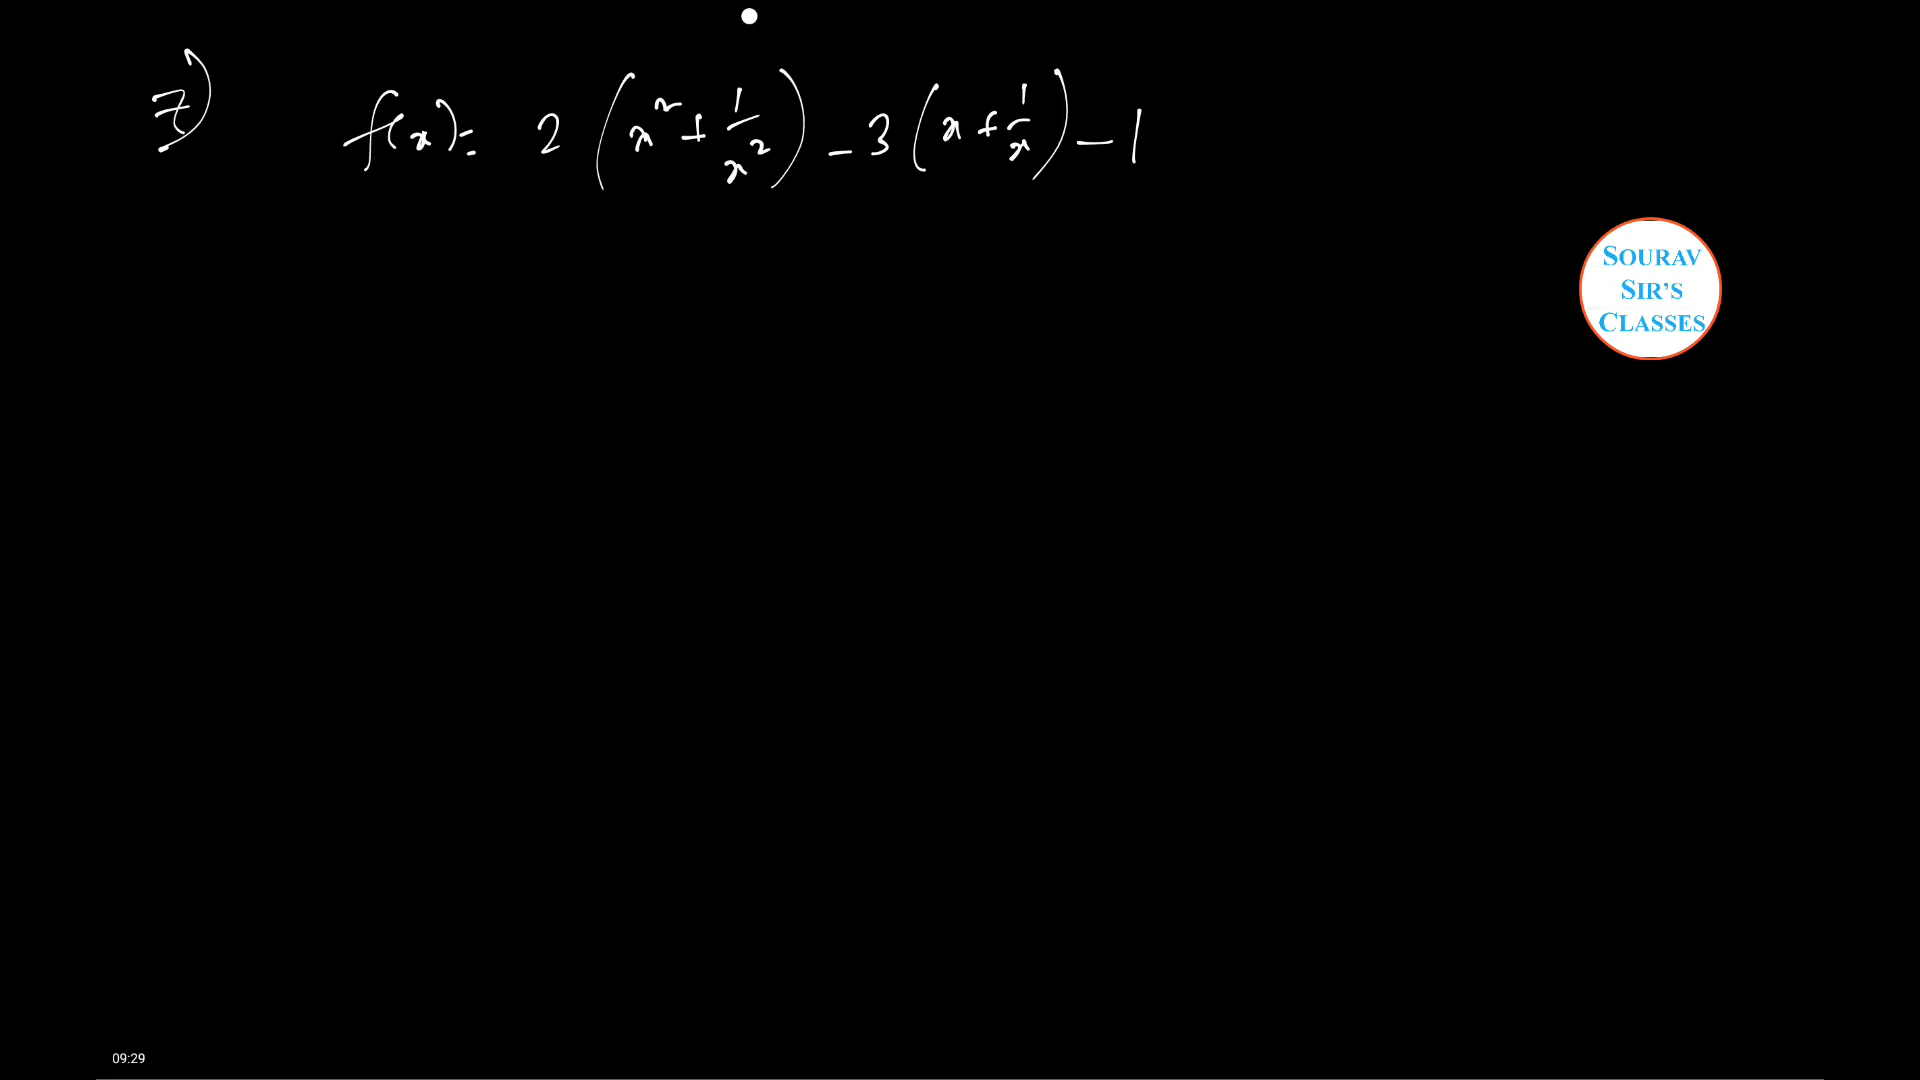 7) f(x) = 2 (x² + 1/x²) - 3 (x + 1/x) - 1
SOURAV
SIR'S
CLASSES
09:29